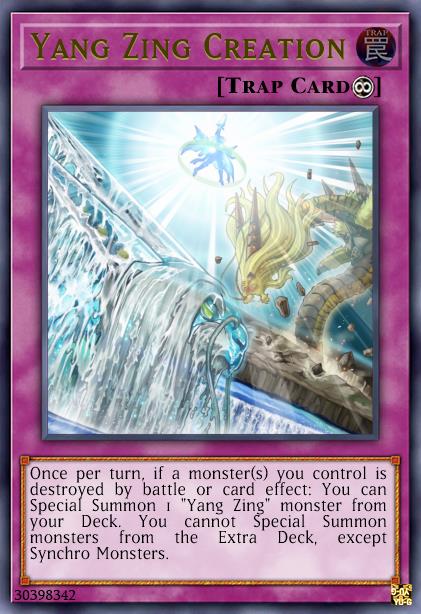 Yang Zing Creation
TRAP
罠
[Trap Card]
Once per turn, if a monster(s) you control is
destroyed by battle or card effect: You can
Special Summon 1 "Yang Zing" monster from
your Deck. You cannot Special Summon
monsters from the Extra Deck, except
Synchro Monsters.
30398342